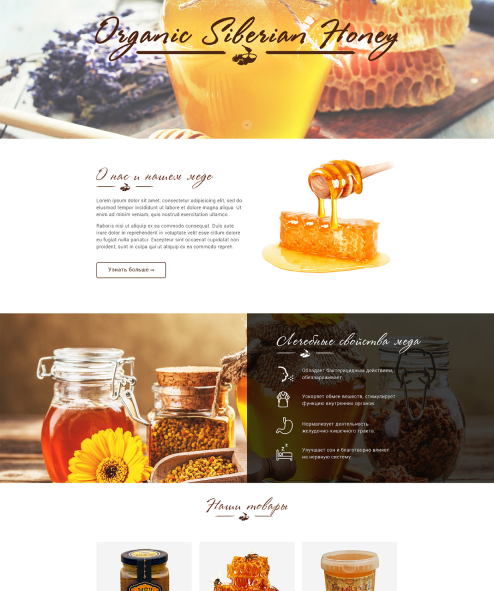 Organic Siberian Honey
О нас и нашем меде
Lorem ipsum dolor sit amet, consectetur adipisicing elit, sed do
eiusmod tempor incididunt ut labore et dolore magna aliqua. Ut
enim ad minim veniam, quis nostrud exercitation ullamco.
Laboris nisi ut aliquip ex ea commodo consequat. Duis aute
irure dolor in reprehenderit in voluptate velit esse cillum dolore
eu fugiat nulla pariatur. Excepteur sint occaecat cupidatat non
proident, sunt in culpa qui ut aliquip ex ea commodo repreh
Узнать больше
Лечебные свойства меда
Обладает бактерицидным действием,
обеззараживает.
Ускоряет обмен веществ, стимулирует
функцию внутренних органов.
Нормализует деятельность
желудочно-кишечного тракта.
Улучшает сон и благотворно влияет
на нервную систему.
Наши товары